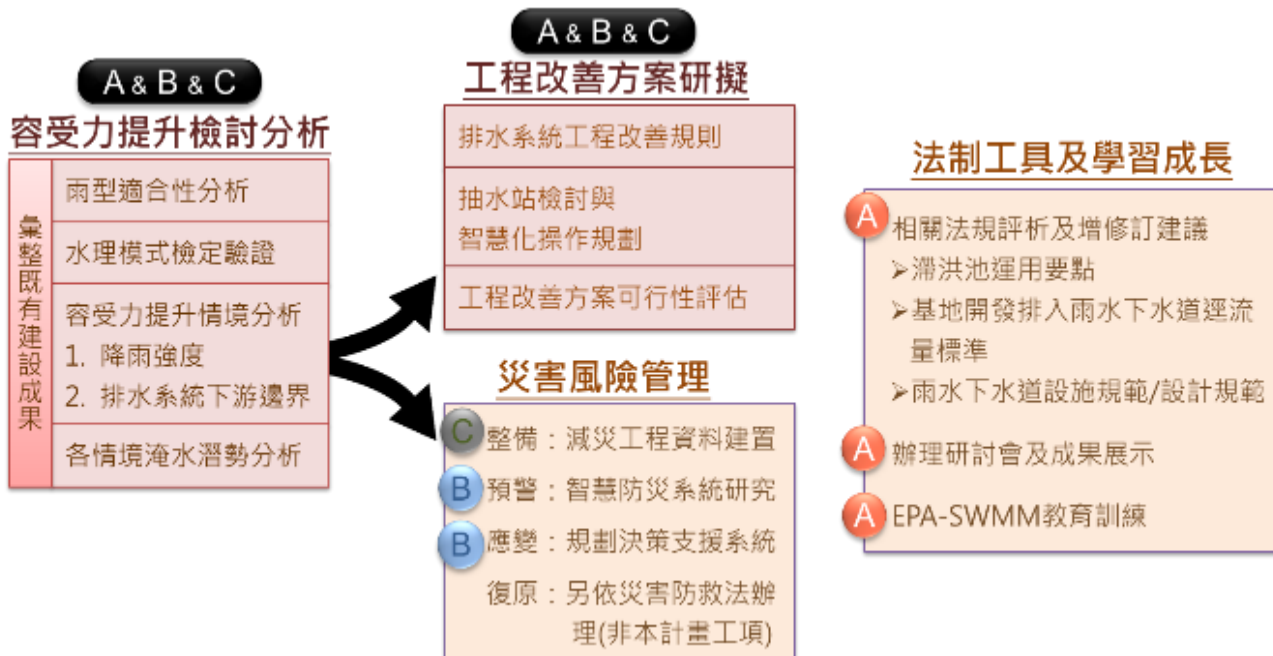 A & B & C
容受力提升檢討分析
彙整既有建設成果
雨型適合性分析
水理模式檢定驗證
容受力提升情境分析
1. 降雨強度
2. 排水系統下游邊界
各情境淹水潛勢分析
A & B & C
工程改善方案研擬
排水系統工程改善規則
抽水站檢討與
智慧化操作規劃
工程改善方案可行性評估
災害風險管理
C 整備：減災工程資料建置
B 預警：智慧防災系統研究
B 應變：規劃決策支援系統
復原：另依災害防救法辦
理(非本計畫工項)
法制工具及學習成長
A 相關法規評析及增修訂建議
➢滯洪池運用要點
➢基地開發排入雨水下水道逕流
量標準
➢雨水下水道設施規範/設計規範
A 辦理研討會及成果展示
A EPA-SWMM教育訓練